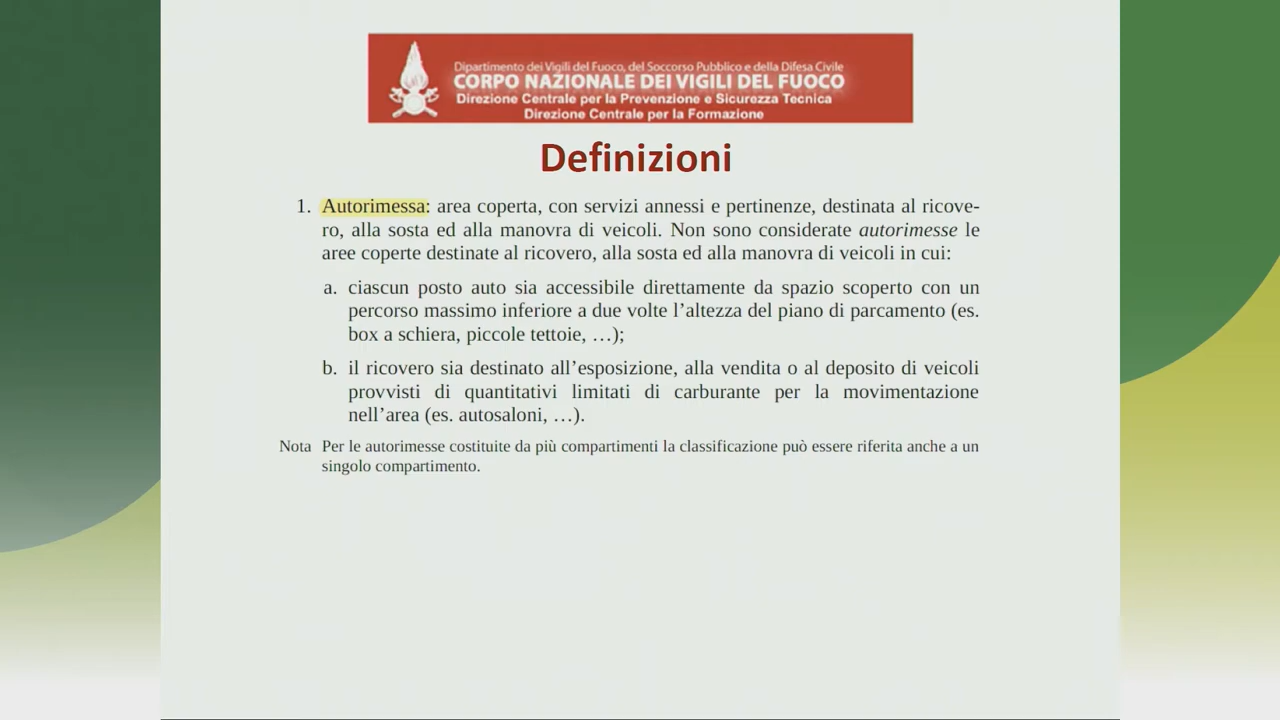 Dipartimento dei Vigili del Fuoco, del Soccorso Pubblico e della Difesa Civile
CORPO NAZIONALE DEI VIGILI DEL FUOCO
Direzione Centrale per la Prevenzione e Sicurezza Tecnica
Direzione Centrale per la Formazione
Definizioni
1. Autorimessa: area coperta, con servizi annessi e pertinenze, destinata al ricove-
ro, alla sosta ed alla manovra di veicoli. Non sono considerate autorimesse le
aree coperte destinate al ricovero, alla sosta ed alla manovra di veicoli in cui:
a. ciascun posto auto sia accessibile direttamente da spazio scoperto con un
percorso massimo inferiore a due volte l’altezza del piano di parcamento (es.
box a schiera, piccole tettoie, …);
b. il ricovero sia destinato all’esposizione, alla vendita o al deposito di veicoli
provvisti di quantitativi limitati di carburante per la movimentazione
nell’area (es. autosaloni, …).
Nota Per le autorimesse costituite da più compartimenti la classificazione può essere riferita anche a un
singolo compartimento.